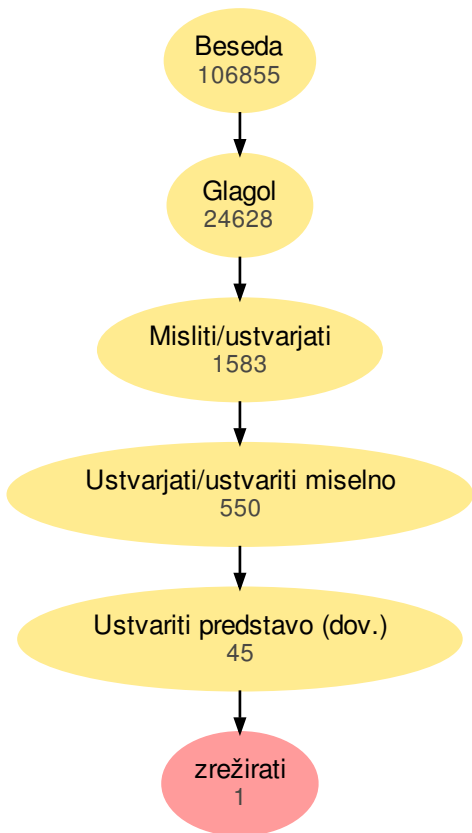 Beseda
106855
Glagol
24628
Misliti/ustvarjati
1583
Ustvarjati/ustvariti miselno
550
Ustvariti predstavo (dov.)
45
zrežirati
1